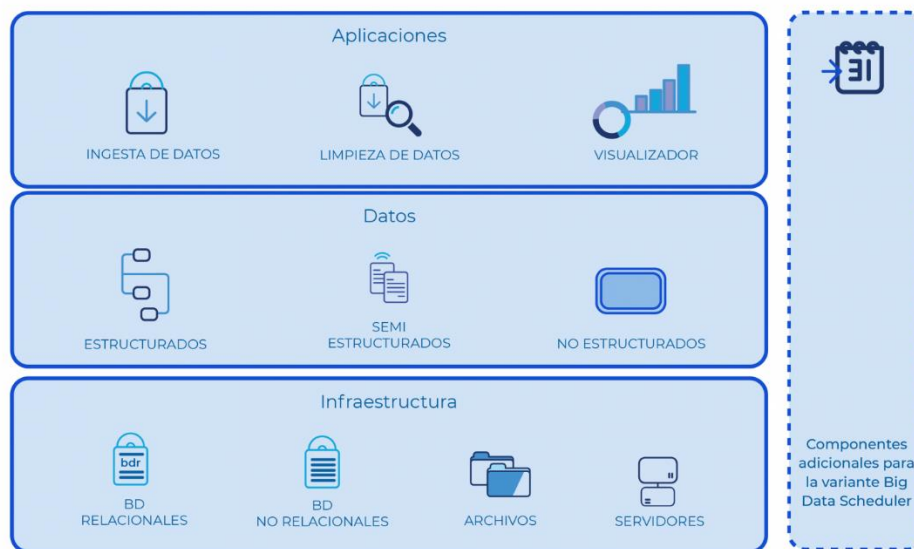 Aplicaciones
INGESTA DE DATOS
LIMPIEZA DE DATOS
VISUALIZADOR
Datos
ESTRUCTURADOS
SEMI
ESTRUCTURADOS
NO ESTRUCTURADOS
Infraestructura
bdr
BD
RELACIONALES
BD
NO RELACIONALES
ARCHIVOS
SERVIDORES
31
Componentes
adicionales para
la variante Big
Data Scheduler